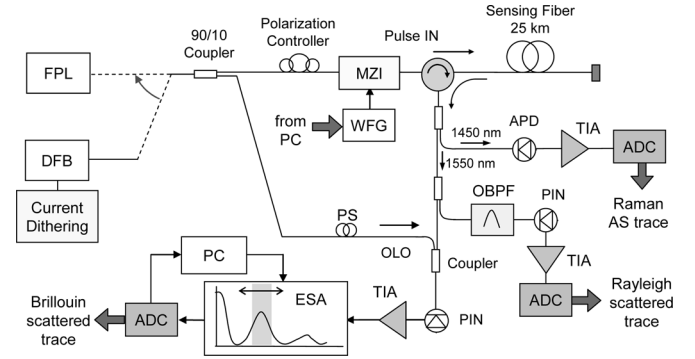 Sensing Fiber
25 km
Polarization
Controller
Pulse IN
90/10
Coupler
FPL
MZI
from
PC
WFG
1450 nm
APD
TIA
ADC
DFB
1550 nm
Current
Dithering
OBPF
PIN
Raman
AS trace
PS
OLO
PC
Coupler
TIA
ADC
Rayleigh
scattered
trace
Brillouin
scattered
trace
ADC
ESA
TIA
PIN